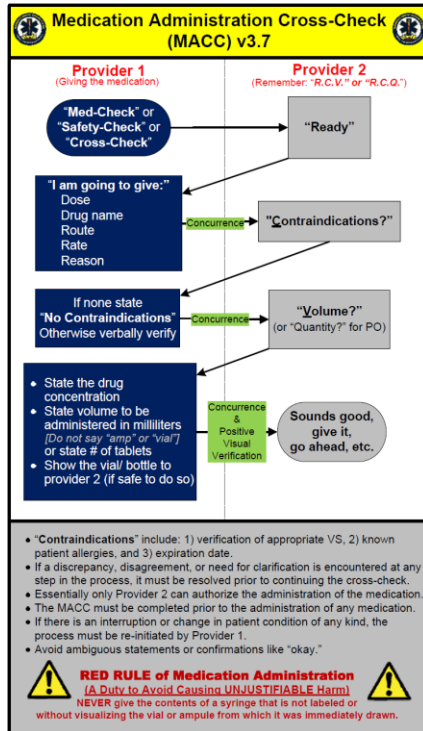 Medication Administration Cross-Check
(MACC) v3.7
Provider 1
(Giving the medication)
Provider 2
(Remember: "R.C.V." or "R.C.Q.")
"Med-Check" or
"Safety-Check" or
"Cross-Check"
"Ready"
"I am going to give:"
Dose
Drug name
Route
Rate
Reason
Concurrence
"Contraindications?"
If none state
"No Contraindications"
Otherwise verbally verify
Concurrence
"Volume?"
(or "Quantity?" for PO)
• State the drug
concentration
• State volume to be
administered in milliliters
[Do not say "amp" or "vial"]
or state # of tablets
• Show the vial/ bottle to
provider 2 (if safe to do so)
Concurrence
&
Positive
Visual
Verification
Sounds good,
give it,
go ahead, etc.
• "Contraindications" include: 1) verification of appropriate VS, 2) known
patient allergies, and 3) expiration date.
• If a discrepancy, disagreement, or need for clarification is encountered at any
step in the process, it must be resolved prior to continuing the cross-check.
• Essentially only Provider 2 can authorize the administration of the medication.
• The MACC must be completed prior to the administration of any medication.
• If there is an interruption or change in patient condition of any kind, the
process must be re-initiated by Provider 1.
• Avoid ambiguous statements or confirmations like "okay."
RED RULE of Medication Administration
(A Duty to Avoid Causing UNJUSTIFIABLE Harm)
NEVER give the contents of a syringe that is not labeled or
without visualizing the vial or ampule from which it was immediately drawn.